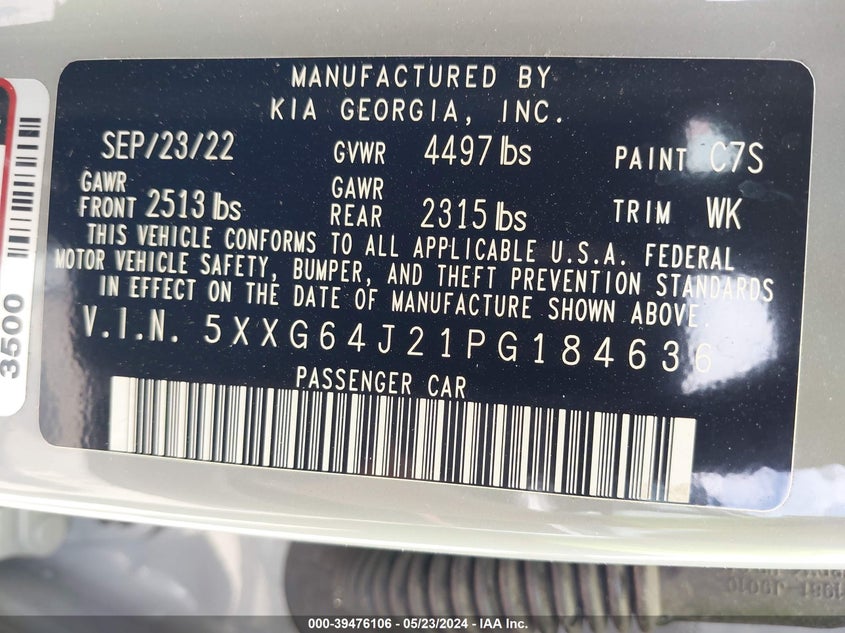 MANUFACTURED BY
KIA GEORGIA, INC.
SEP/23/22 GVWR 4497 lbs PAINT C7S
GAWR FRONT 2513 lbs GAWR REAR 2315 lbs TRIM WK
THIS VEHICLE CONFORMS TO ALL APPLICABLE U.S.A. FEDERAL
MOTOR VEHICLE SAFETY, BUMPER, AND THEFT PREVENTION STANDARDS
IN EFFECT ON THE DATE OF MANUFACTURE SHOWN ABOVE.
V.I.N. 5XXG64J21PG184636
PASSENGER CAR
3500
000-39476106 - 05/23/2024 - IAA Inc.